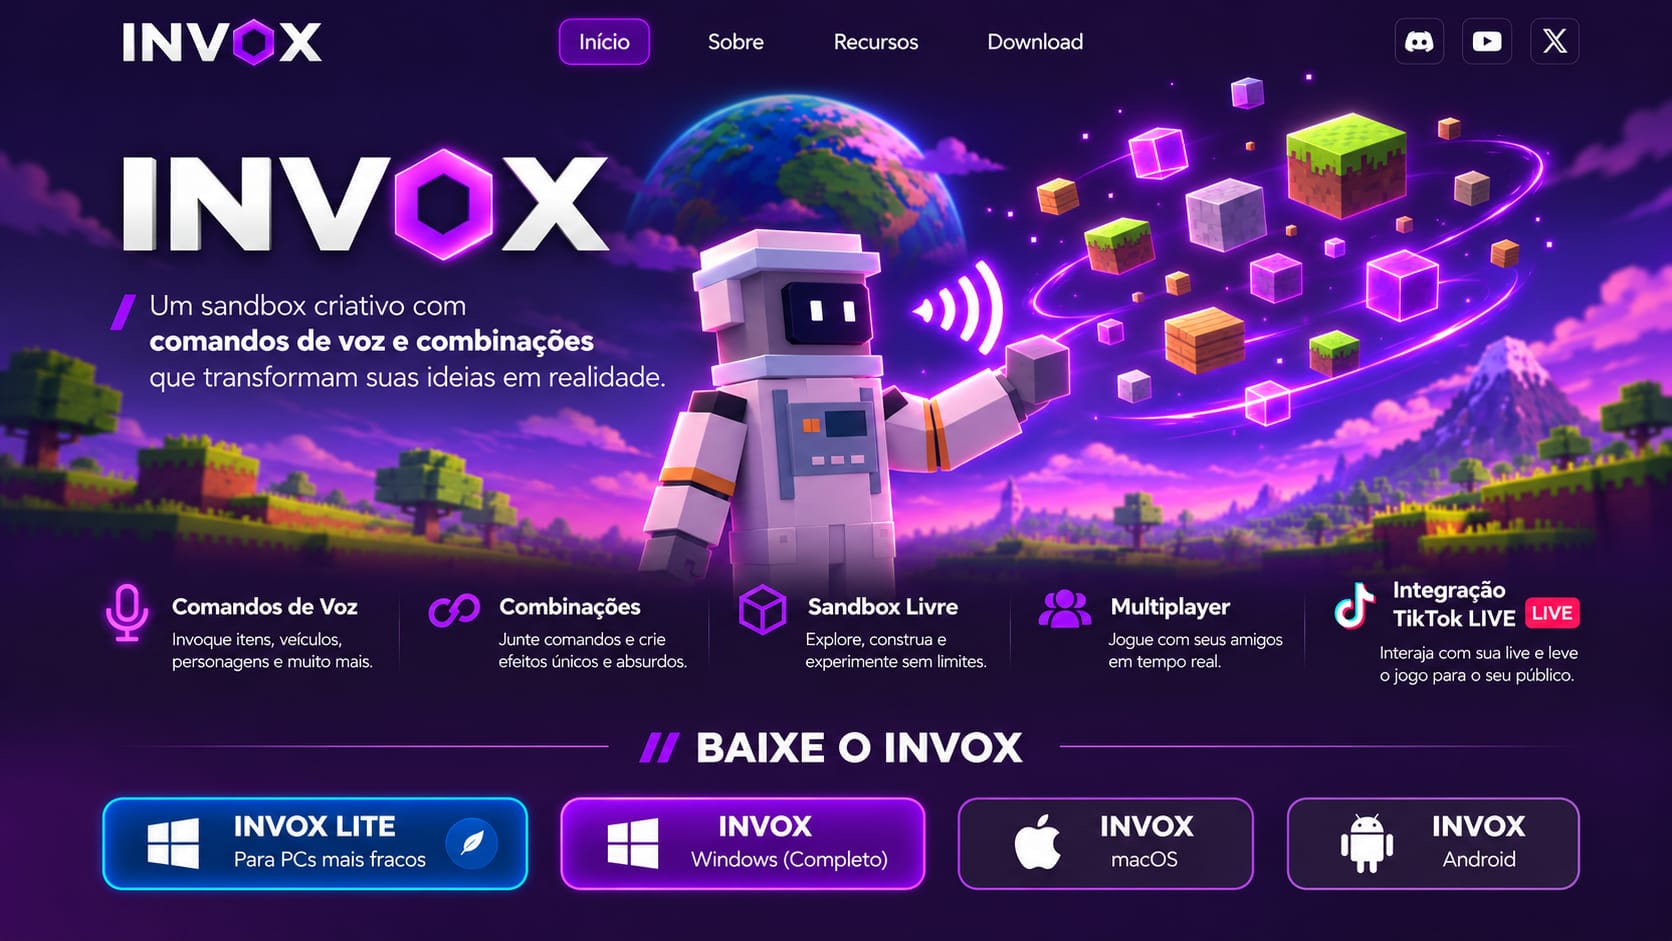 INVOX
Início
Sobre
Recursos
Download
INVOX
Um sandbox criativo com
comandos de voz e combinações
que transformam suas ideias em realidade.
Comandos de Voz
Invoque itens, veículos,
personagens e muito mais.
Combinações
Junte comandos e crie
efeitos únicos e absurdos.
Sandbox Livre
Explore, construa e
experimente sem limites.
Multiplayer
Jogue com seus amigos
em tempo real.
Integração
TikTok LIVE LIVE
Interaja com sua live e leve
o jogo para o seu público.
// BAIXE O INVOX
INVOX LITE
Para PCs mais fracos
INVOX
Windows (Completo)
INVOX
macOS
INVOX
Android